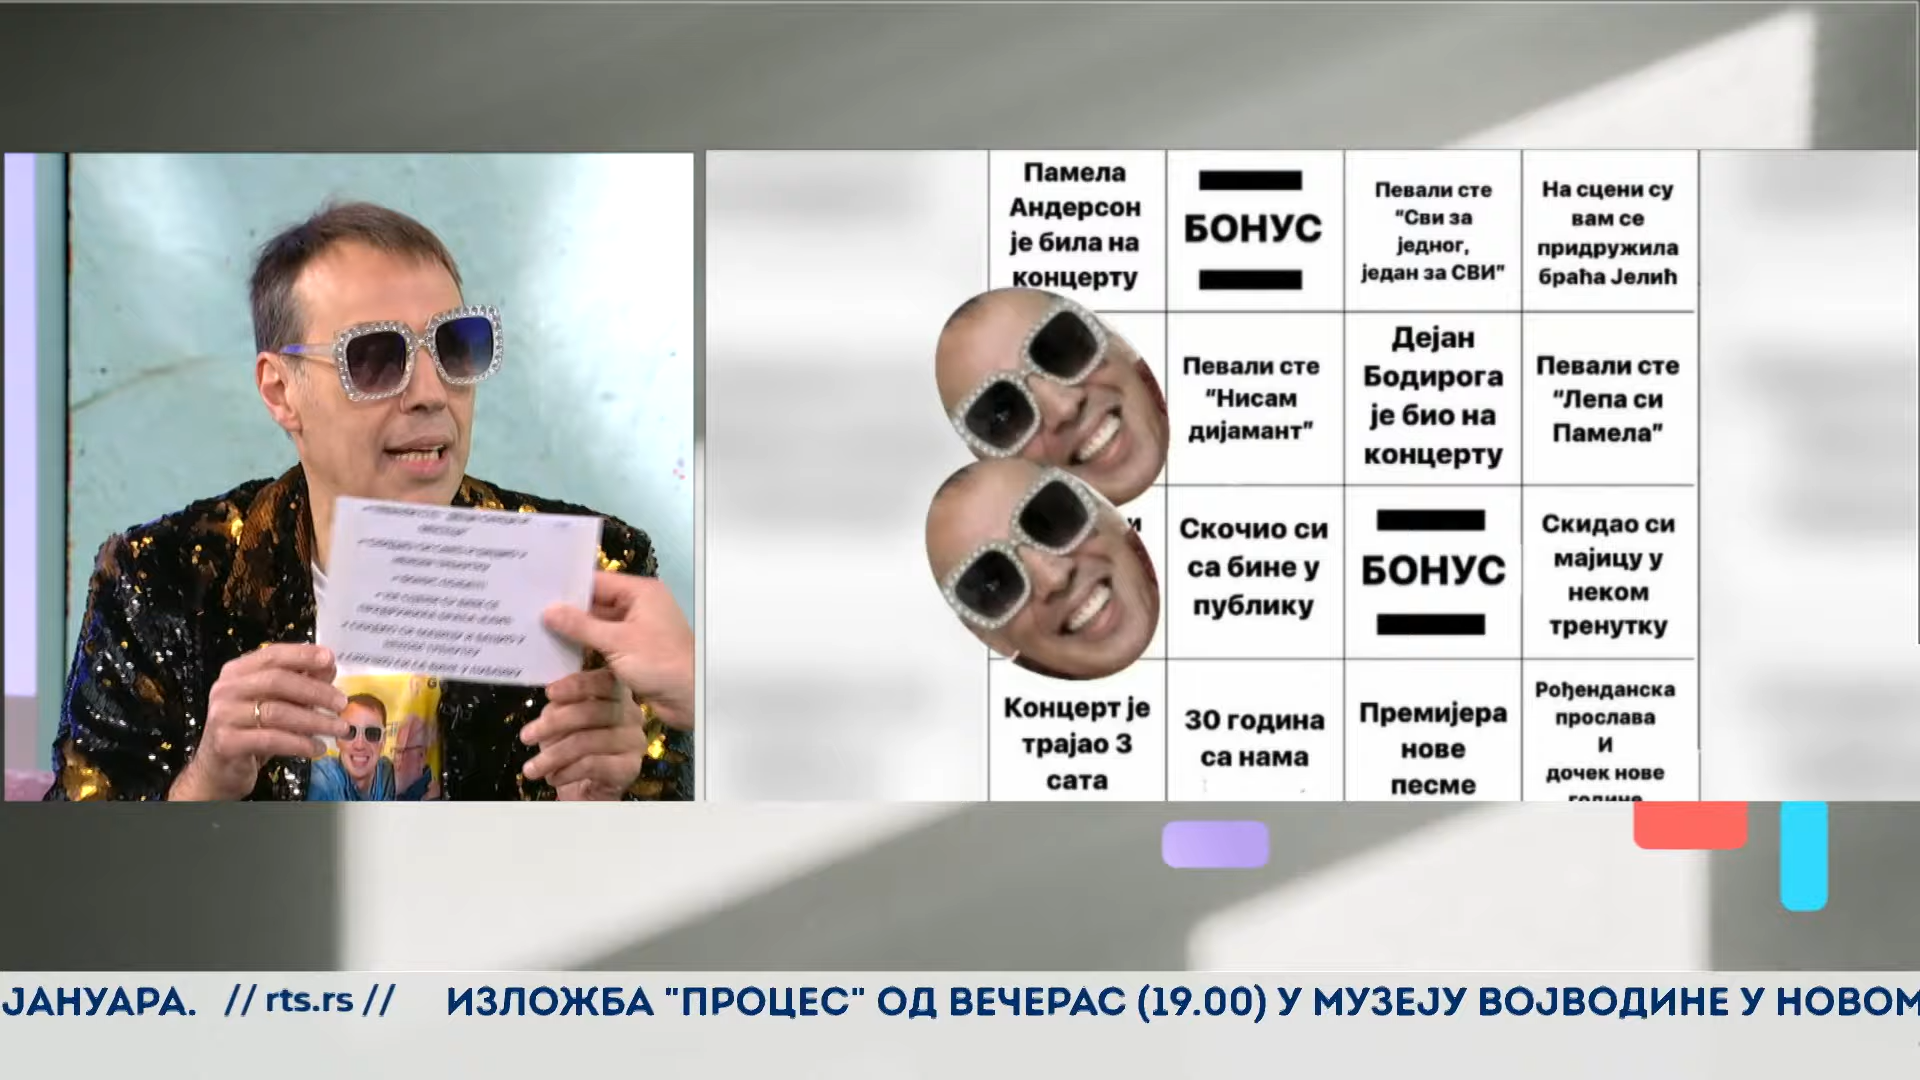 Памела
Андерсон
је била на
концерту
БОНУС
Певали сте
"Сви за
једног,
један за СВИ"
На сцени су
вам се
придружила
браћа Јелић
Певали сте
"Нисам
дијамант"
Дејан
Бодирога
је био на
концерту
Певали сте
"Лепа си
Памела"
и
Скочио си
са бине у
публику
БОНУС
Скидао си
мајицу у
неком
тренутку
Концерт је
трајао 3
сата
30 година
са нама
Премијера
нове
песме
Рођенданска
прослава
И
дочек нове
године
ЈАНУАРА. // rts.rs // ИЗЛОЖБА "ПРОЦЕС" ОД ВЕЧЕРАС (19.00) У МУЗЕЈУ ВОЈВОДИНЕ У НОВОМ